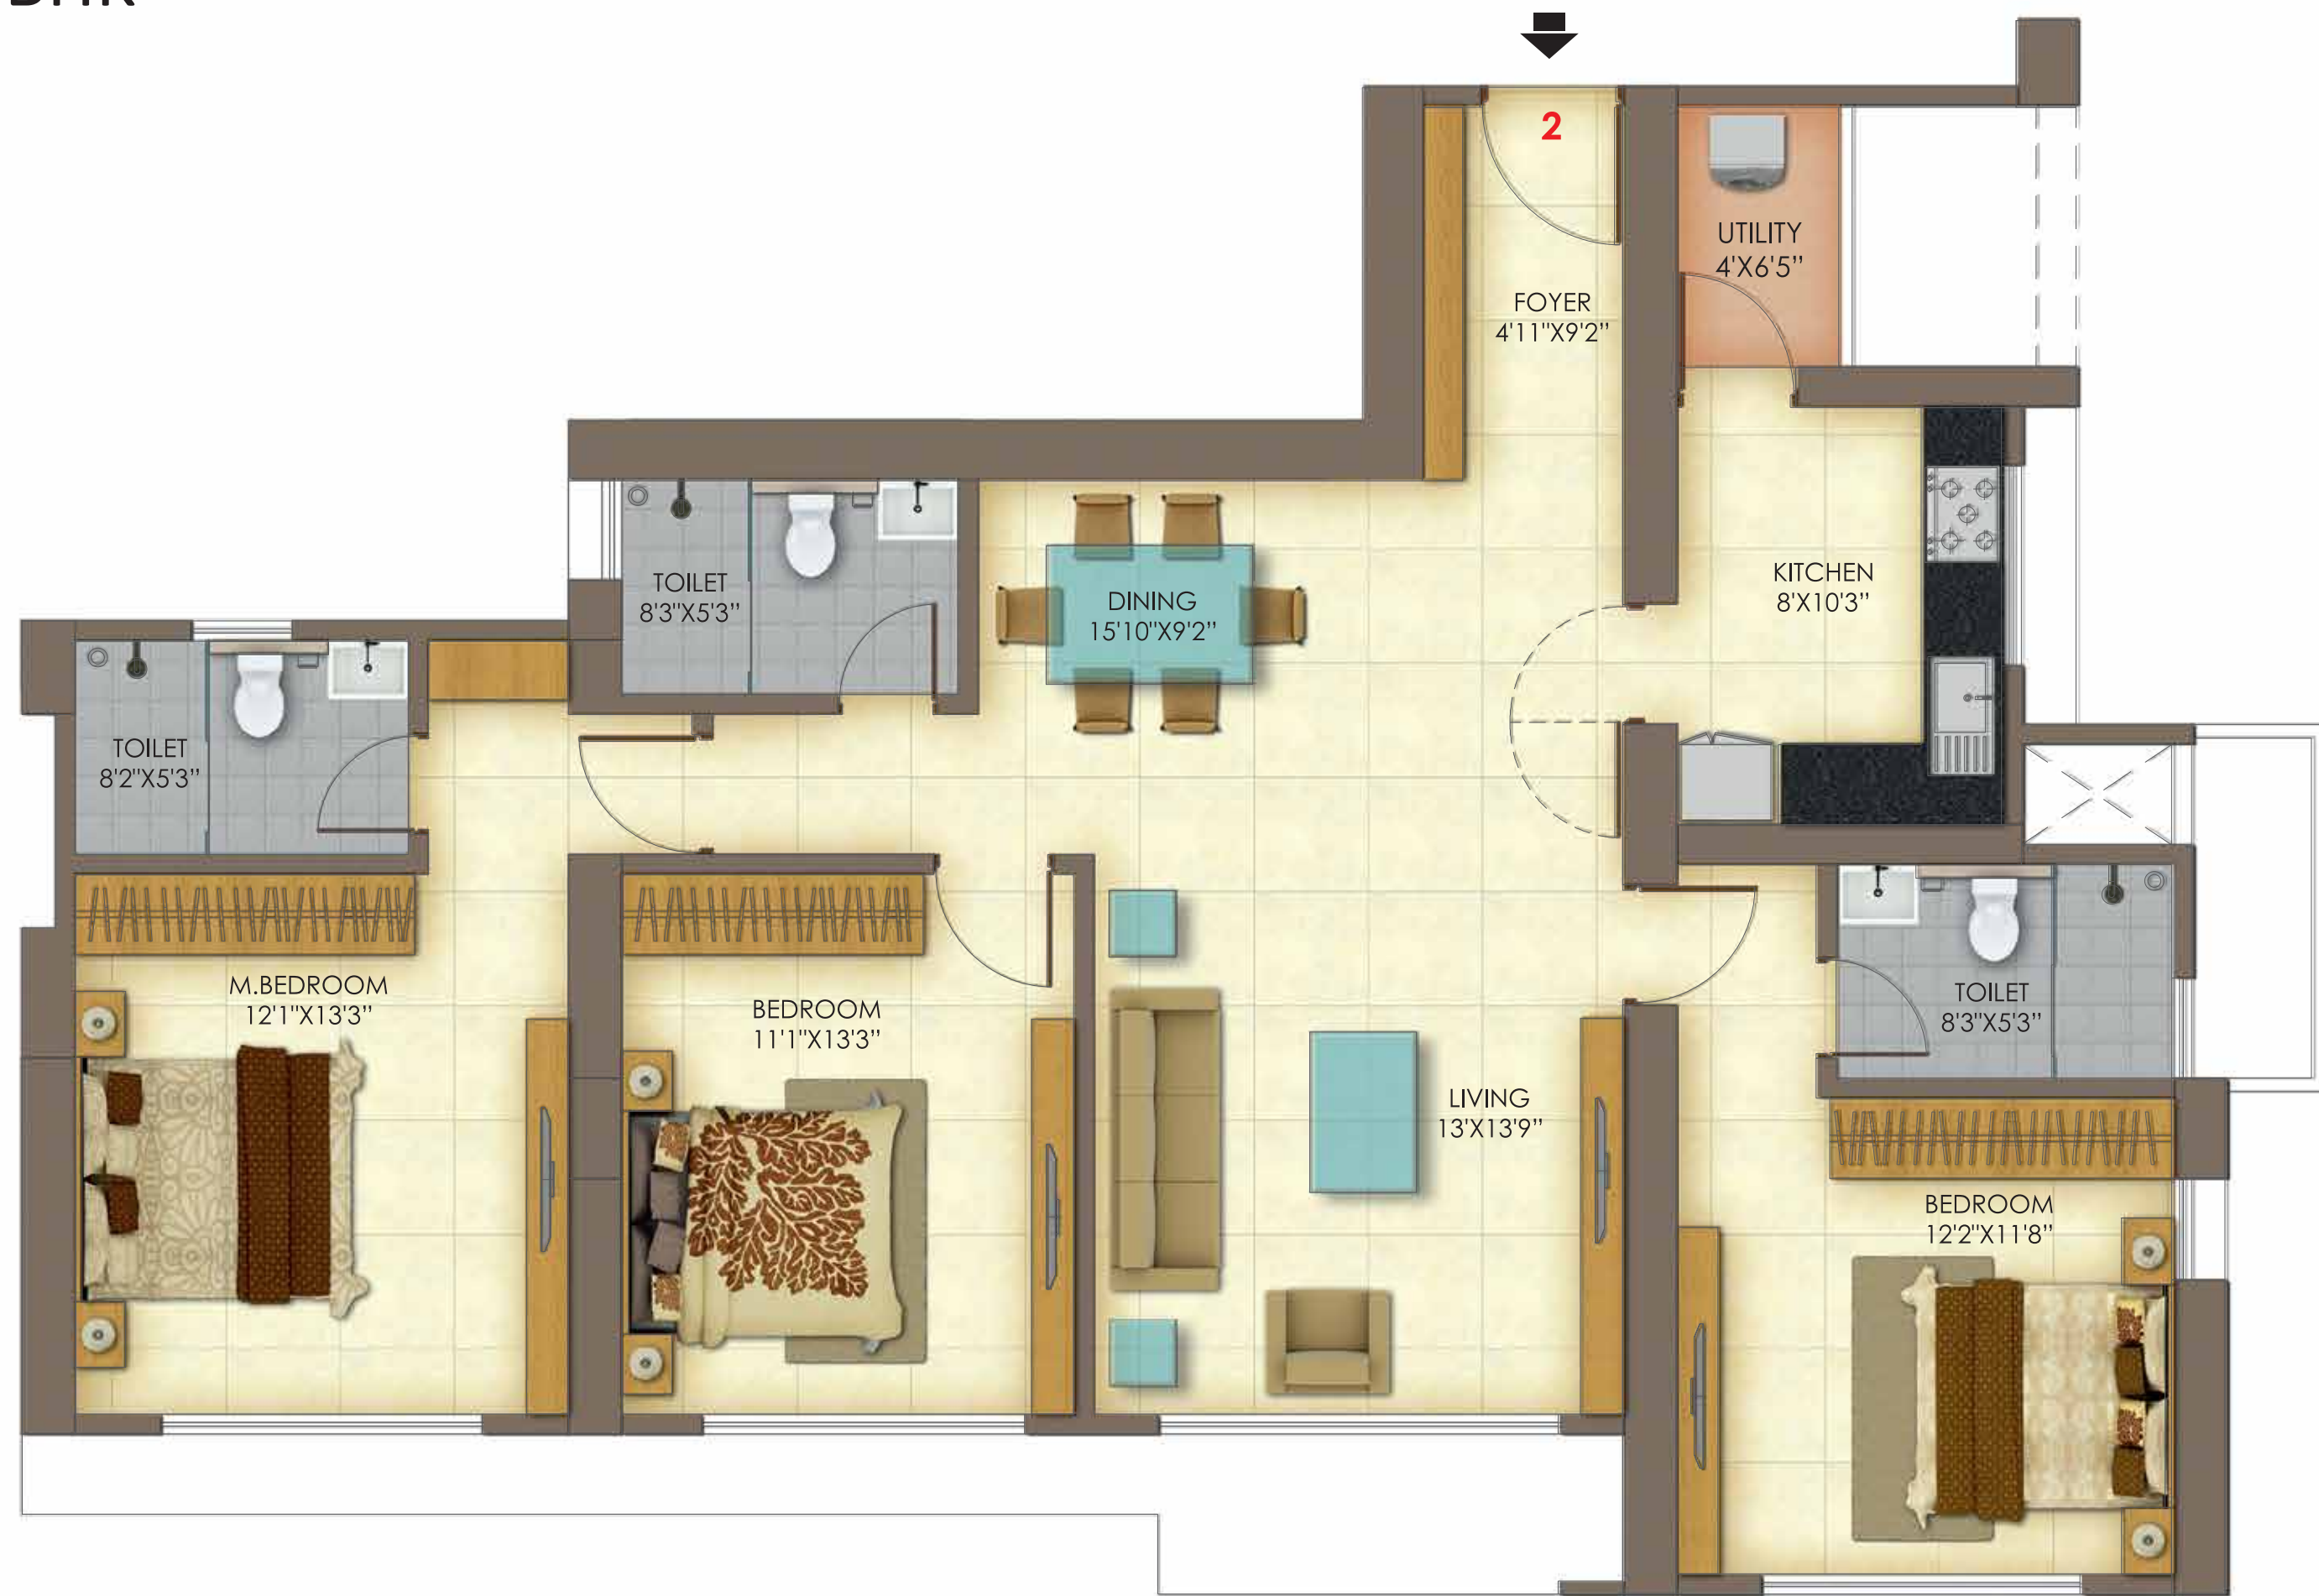 BHK
2
UTILITY
4'X6'5”
FOYER
4'11"X9'2”
TOILET
8'3"X5'3”
DINING
15'10"X9'2”
KITCHEN
8'X10'3”
TOILET
8'2"X5'3”
M.BEDROOM
12'1"X13'3”
BEDROOM
11'1"X13'3”
TOILET
8'3"X5'3”
LIVING
13'X13'9”
BEDROOM
12'2"X11'8”